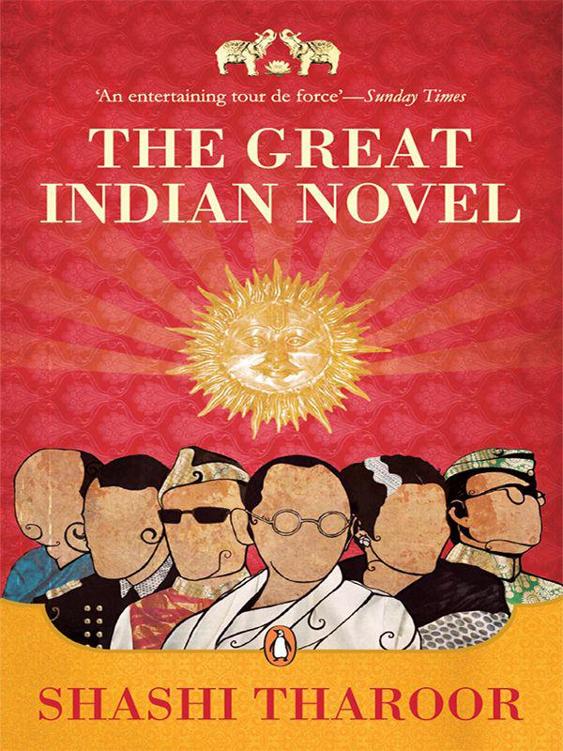 ‘An entertaining tour de force’—Sunday Times
THE GREAT
INDIAN NOVEL
SHASHI THAROOR